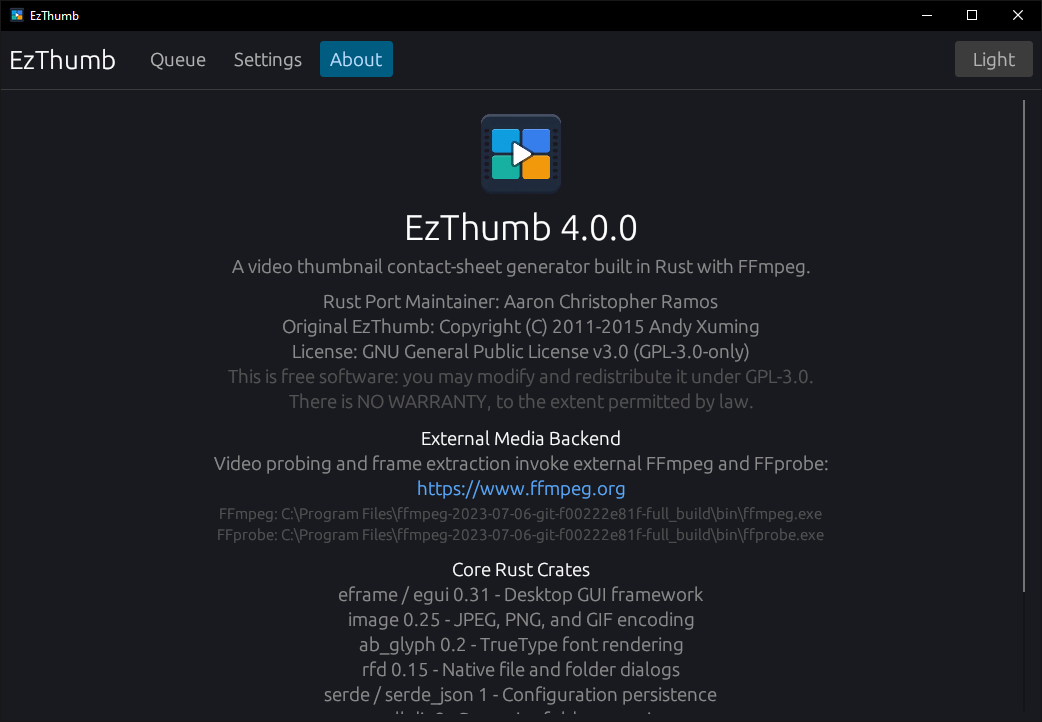 EzThumb
EzThumb Queue Settings About Light
EzThumb 4.0.0
A video thumbnail contact-sheet generator built in Rust with FFmpeg.
Rust Port Maintainer: Aaron Christopher Ramos
Original EzThumb: Copyright (C) 2011-2015 Andy Xuming
License: GNU General Public License v3.0 (GPL-3.0-only)
This is free software: you may modify and redistribute it under GPL-3.0.
There is NO WARRANTY, to the extent permitted by law.
External Media Backend
Video probing and frame extraction invoke external FFmpeg and FFprobe:
https://www.ffmpeg.org
FFmpeg: C:\Program Files\ffmpeg-2023-07-06-git-f00222e81f-full_build\bin\ffmpeg.exe
FFprobe: C:\Program Files\ffmpeg-2023-07-06-git-f00222e81f-full_build\bin\ffprobe.exe
Core Rust Crates
eframe / egui 0.31 - Desktop GUI framework
image 0.25 - JPEG, PNG, and GIF encoding
ab_glyph 0.2 - TrueType font rendering
rfd 0.15 - Native file and folder dialogs
serde / serde_json 1 - Configuration persistence